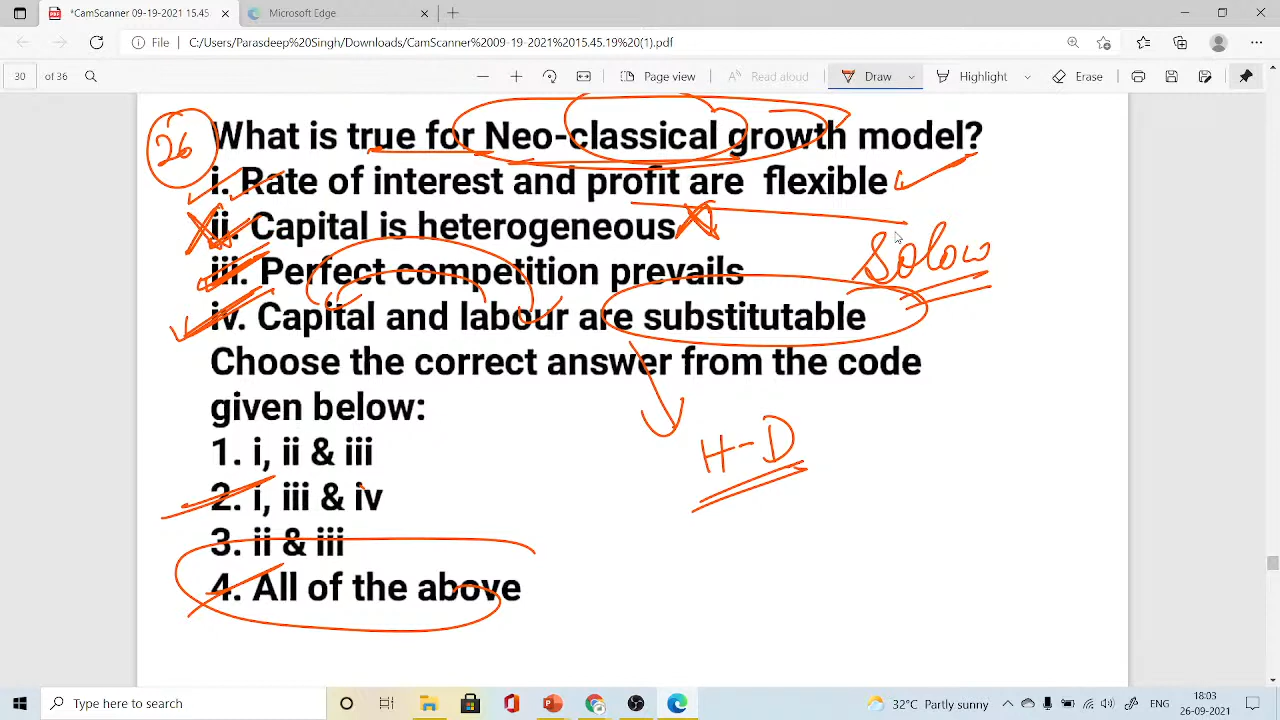 *CamScanner 09-19-2021 15.45
Microsoft Edge
File
C:/Users/Paradeep%20Singh/Downloads/CamScanner%2009-19-2021%2015.45.19%20(1).pdf
30 of 36
Page view
Read aloud
Draw
Highlight
Erase
26
What is true for Neo-classical growth model?
i. Rate of interest and profit are flexible
ii. Capital is heterogeneous
Solow
iii. Perfect competition prevails
iv. Capital and labour are substitutable
Choose the correct answer from the code
given below:
H-D
1. i, ii & iii
2. i, iii & iv
3. ii & iii
4. All of the above
Type here to search
32°C Partly sunny
ENG
18:03
26-09-2021